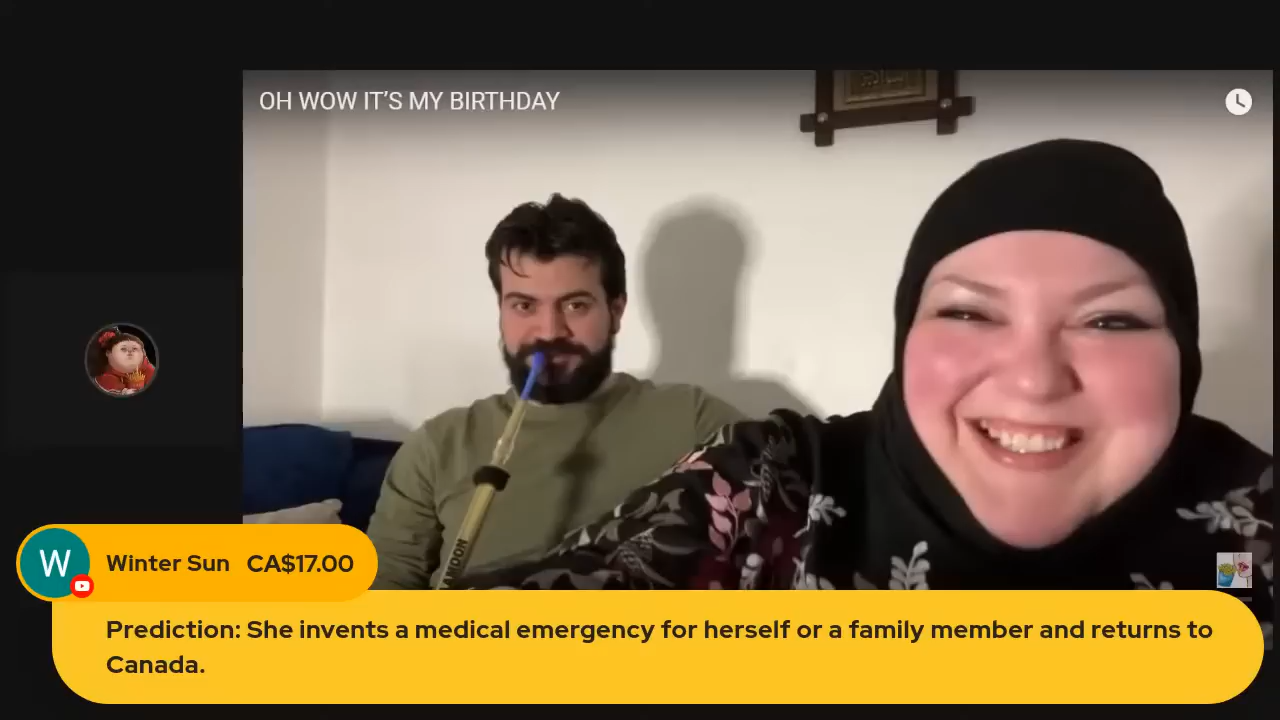 OH WOW IT’S MY BIRTHDAY
AMOON
W
Winter Sun CA$17.00
Prediction: She invents a medical emergency for herself or a family member and returns to
Canada.